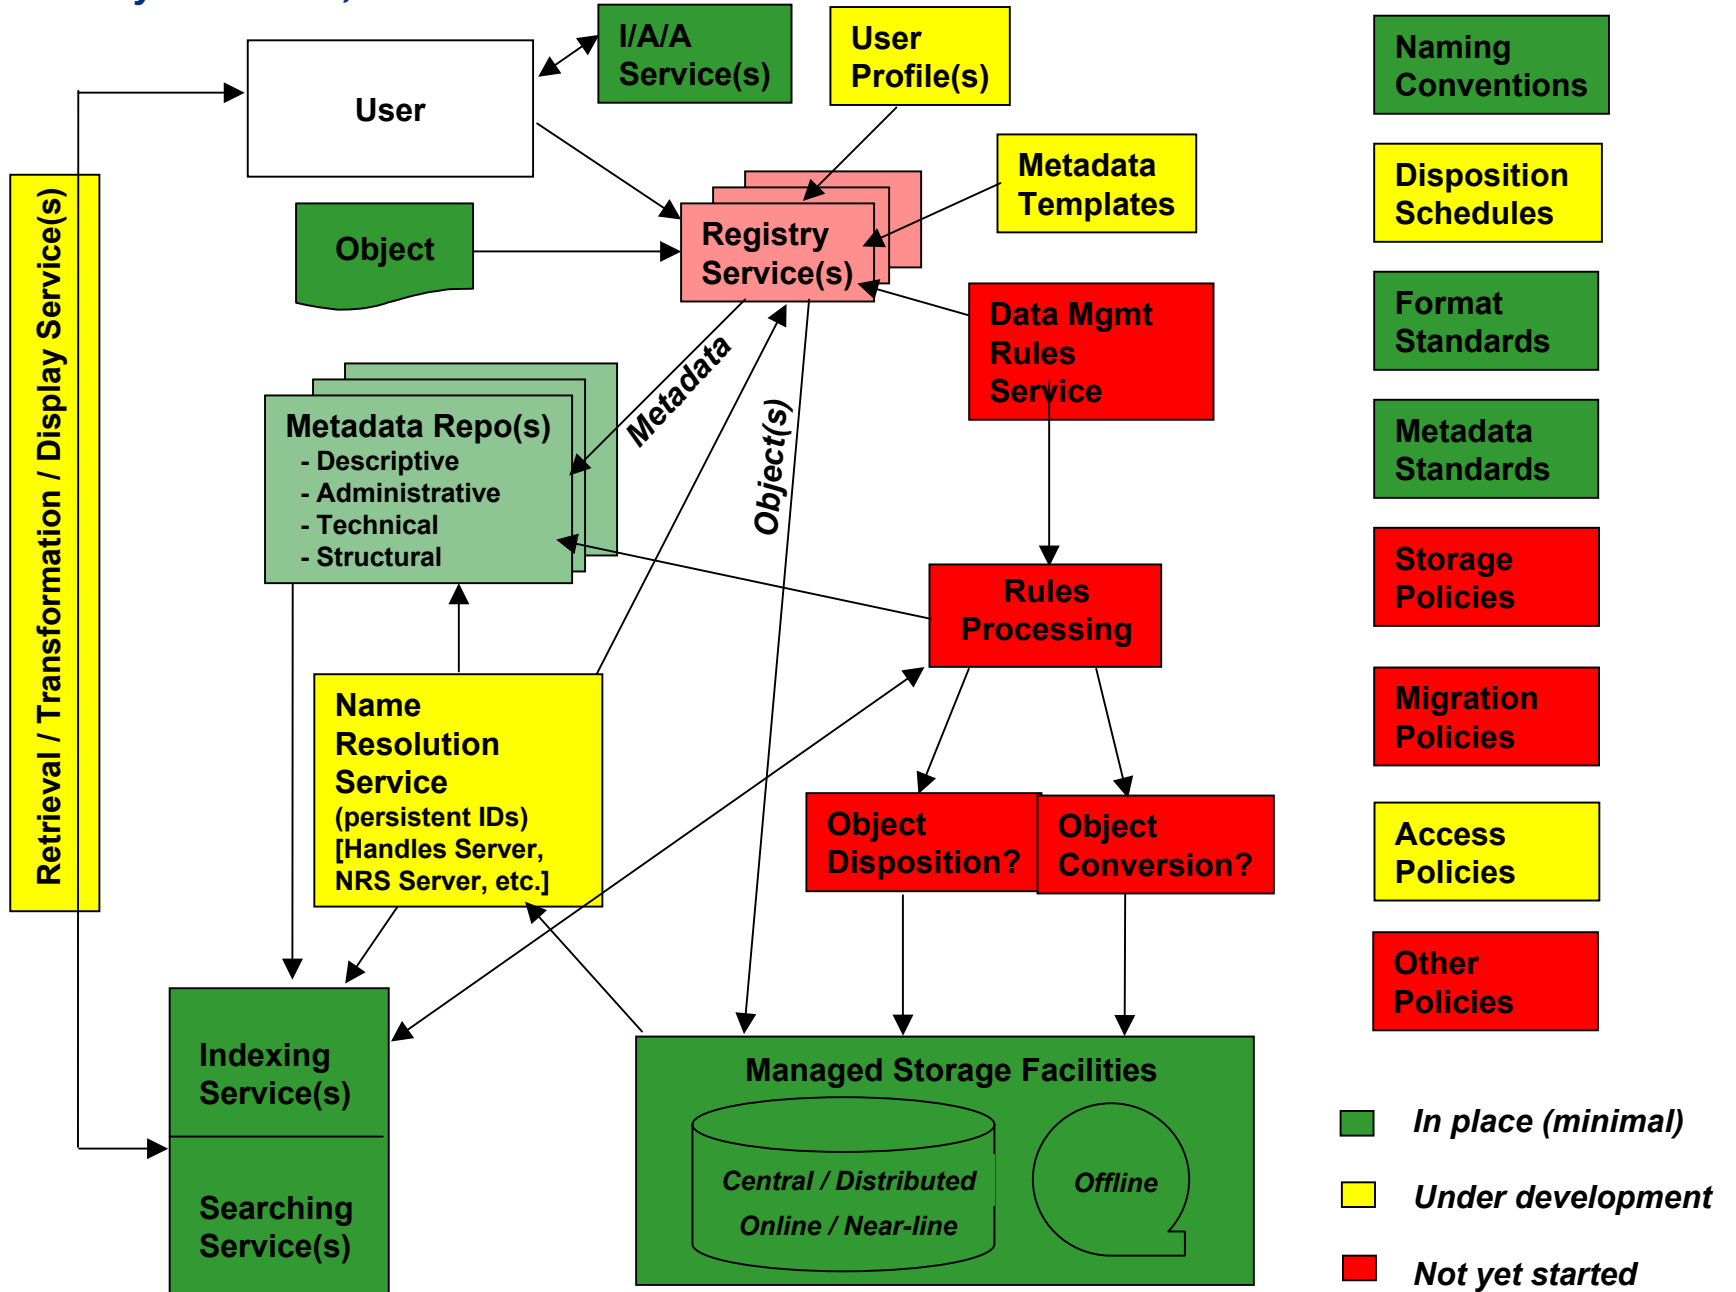 I/A/A
Service(s)
User
Profile(s)
Naming
Conventions
User
Metadata
Templates
Disposition
Schedules
Object
Registry
Service(s)
Data Mgmt
Rules
Service
Format
Standards
Retrieval / Transformation / Display Service(s)
Metadata
Object(s)
Metadata Repo(s)
- Descriptive
- Administrative
- Technical
- Structural
Metadata
Standards
Storage
Policies
Rules
Processing
Name
Resolution
Service
(persistent IDs)
[Handles Server,
NRS Server, etc.]
Migration
Policies
Object
Disposition?
Object
Conversion?
Access
Policies
Other
Policies
Indexing
Service(s)
Searching
Service(s)
Managed Storage Facilities
Central / Distributed
Online / Near-line
Offline
In place (minimal)
Under development
Not yet started